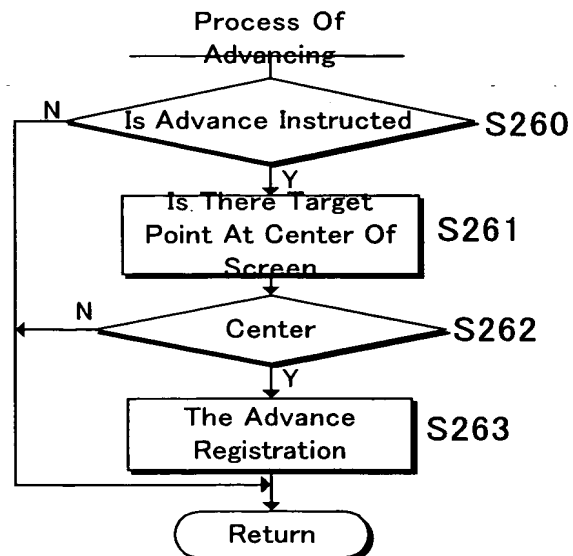 Process Of
Advancing
N
Is Advance Instructed
S260
Y
Is There Target
Point At Center Of
Screen
S261
N
Center
S262
Y
The Advance
Registration
S263
Return